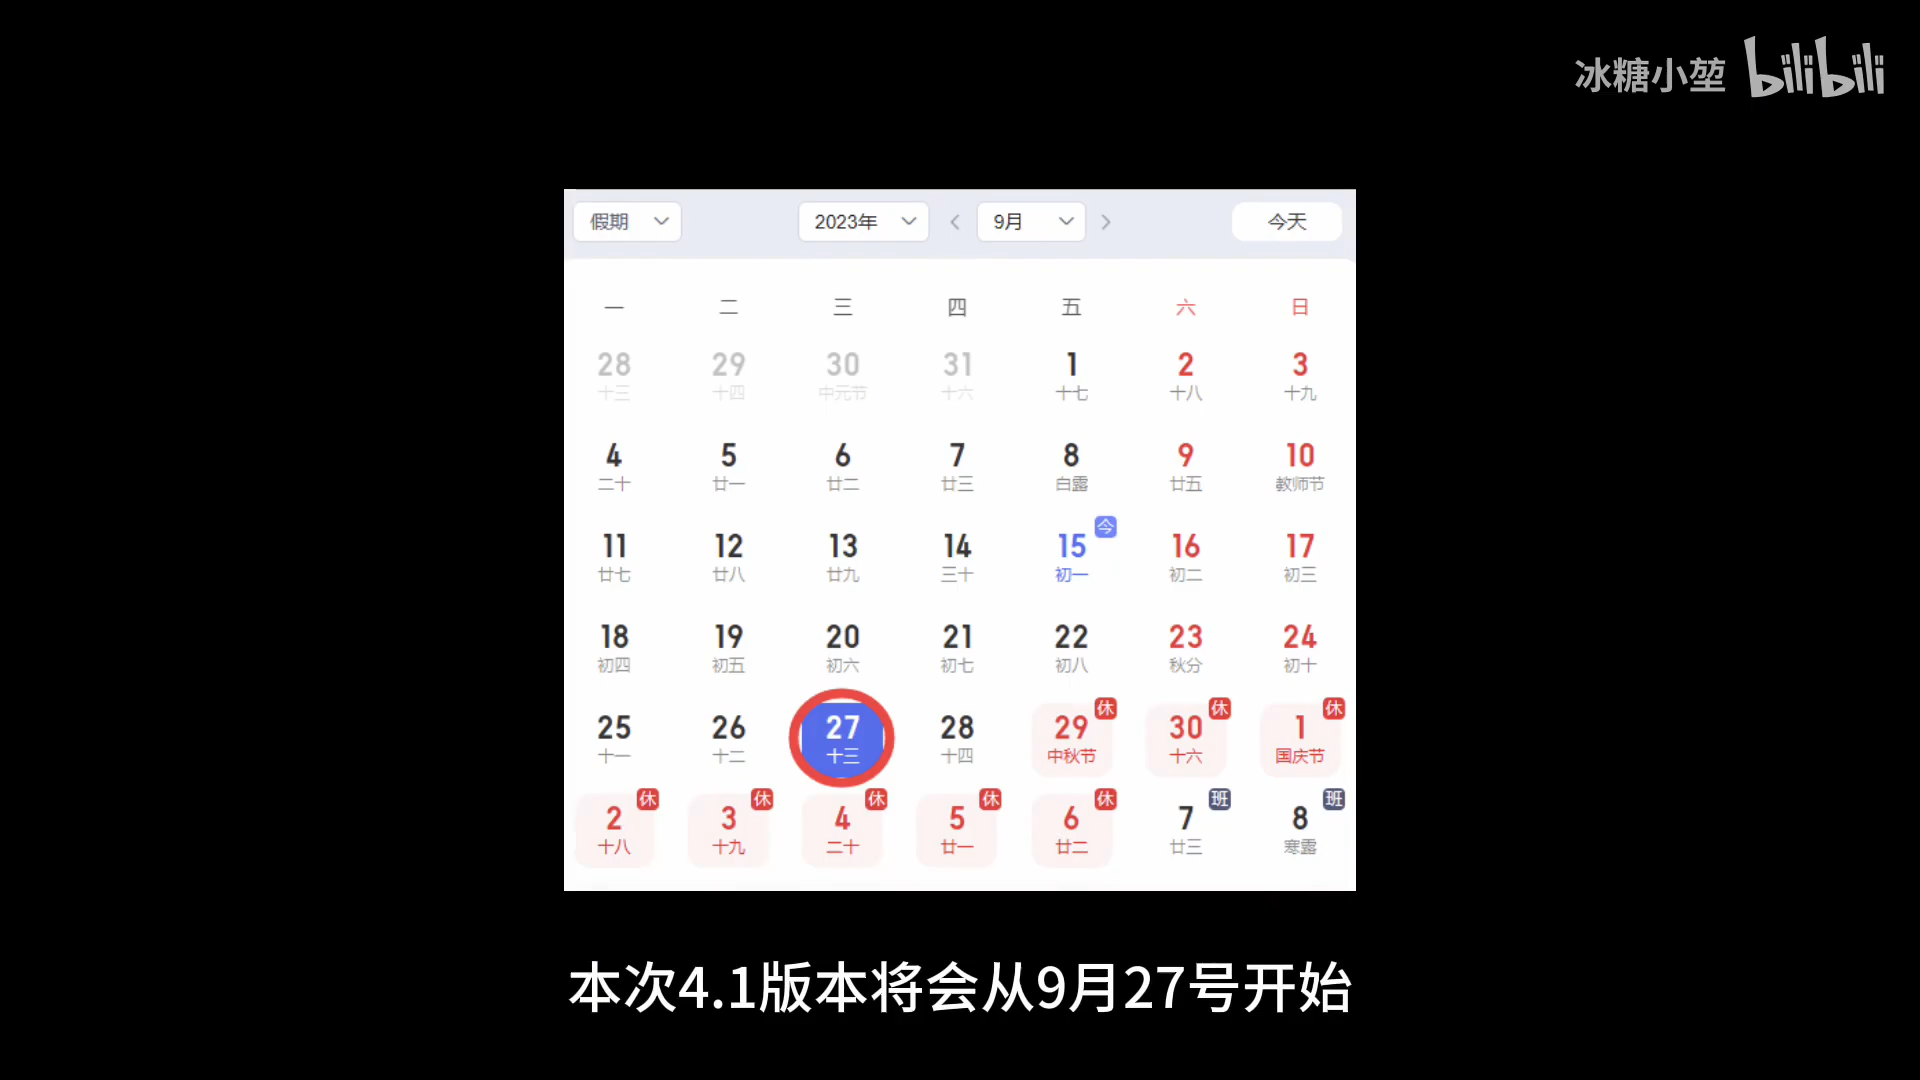 冰糖小堃 bilibili
假期 2023年 9月 今天
一 二 三 四 五 六 日
28 29 30 31 1 2 3
十三 十四 中元节 十六 十七 十八 十九
4 5 6 7 8 9 10
二十 廿一 廿二 廿三 白露 廿五 教师节
今
11 12 13 14 15 16 17
廿七 廿八 廿九 三十 初一 初二 初三
18 19 20 21 22 23 24
初四 初五 初六 初七 初八 秋分 初十
休 休 休
25 26 27 28 29 30 1
十一 十二 十三 十四 中秋节 十六 国庆节
休 休 休 休 休 班 班
2 3 4 5 6 7 8
十八 十九 二十 廿一 廿二 廿三 寒露
本次4.1版本将会从9月27号开始